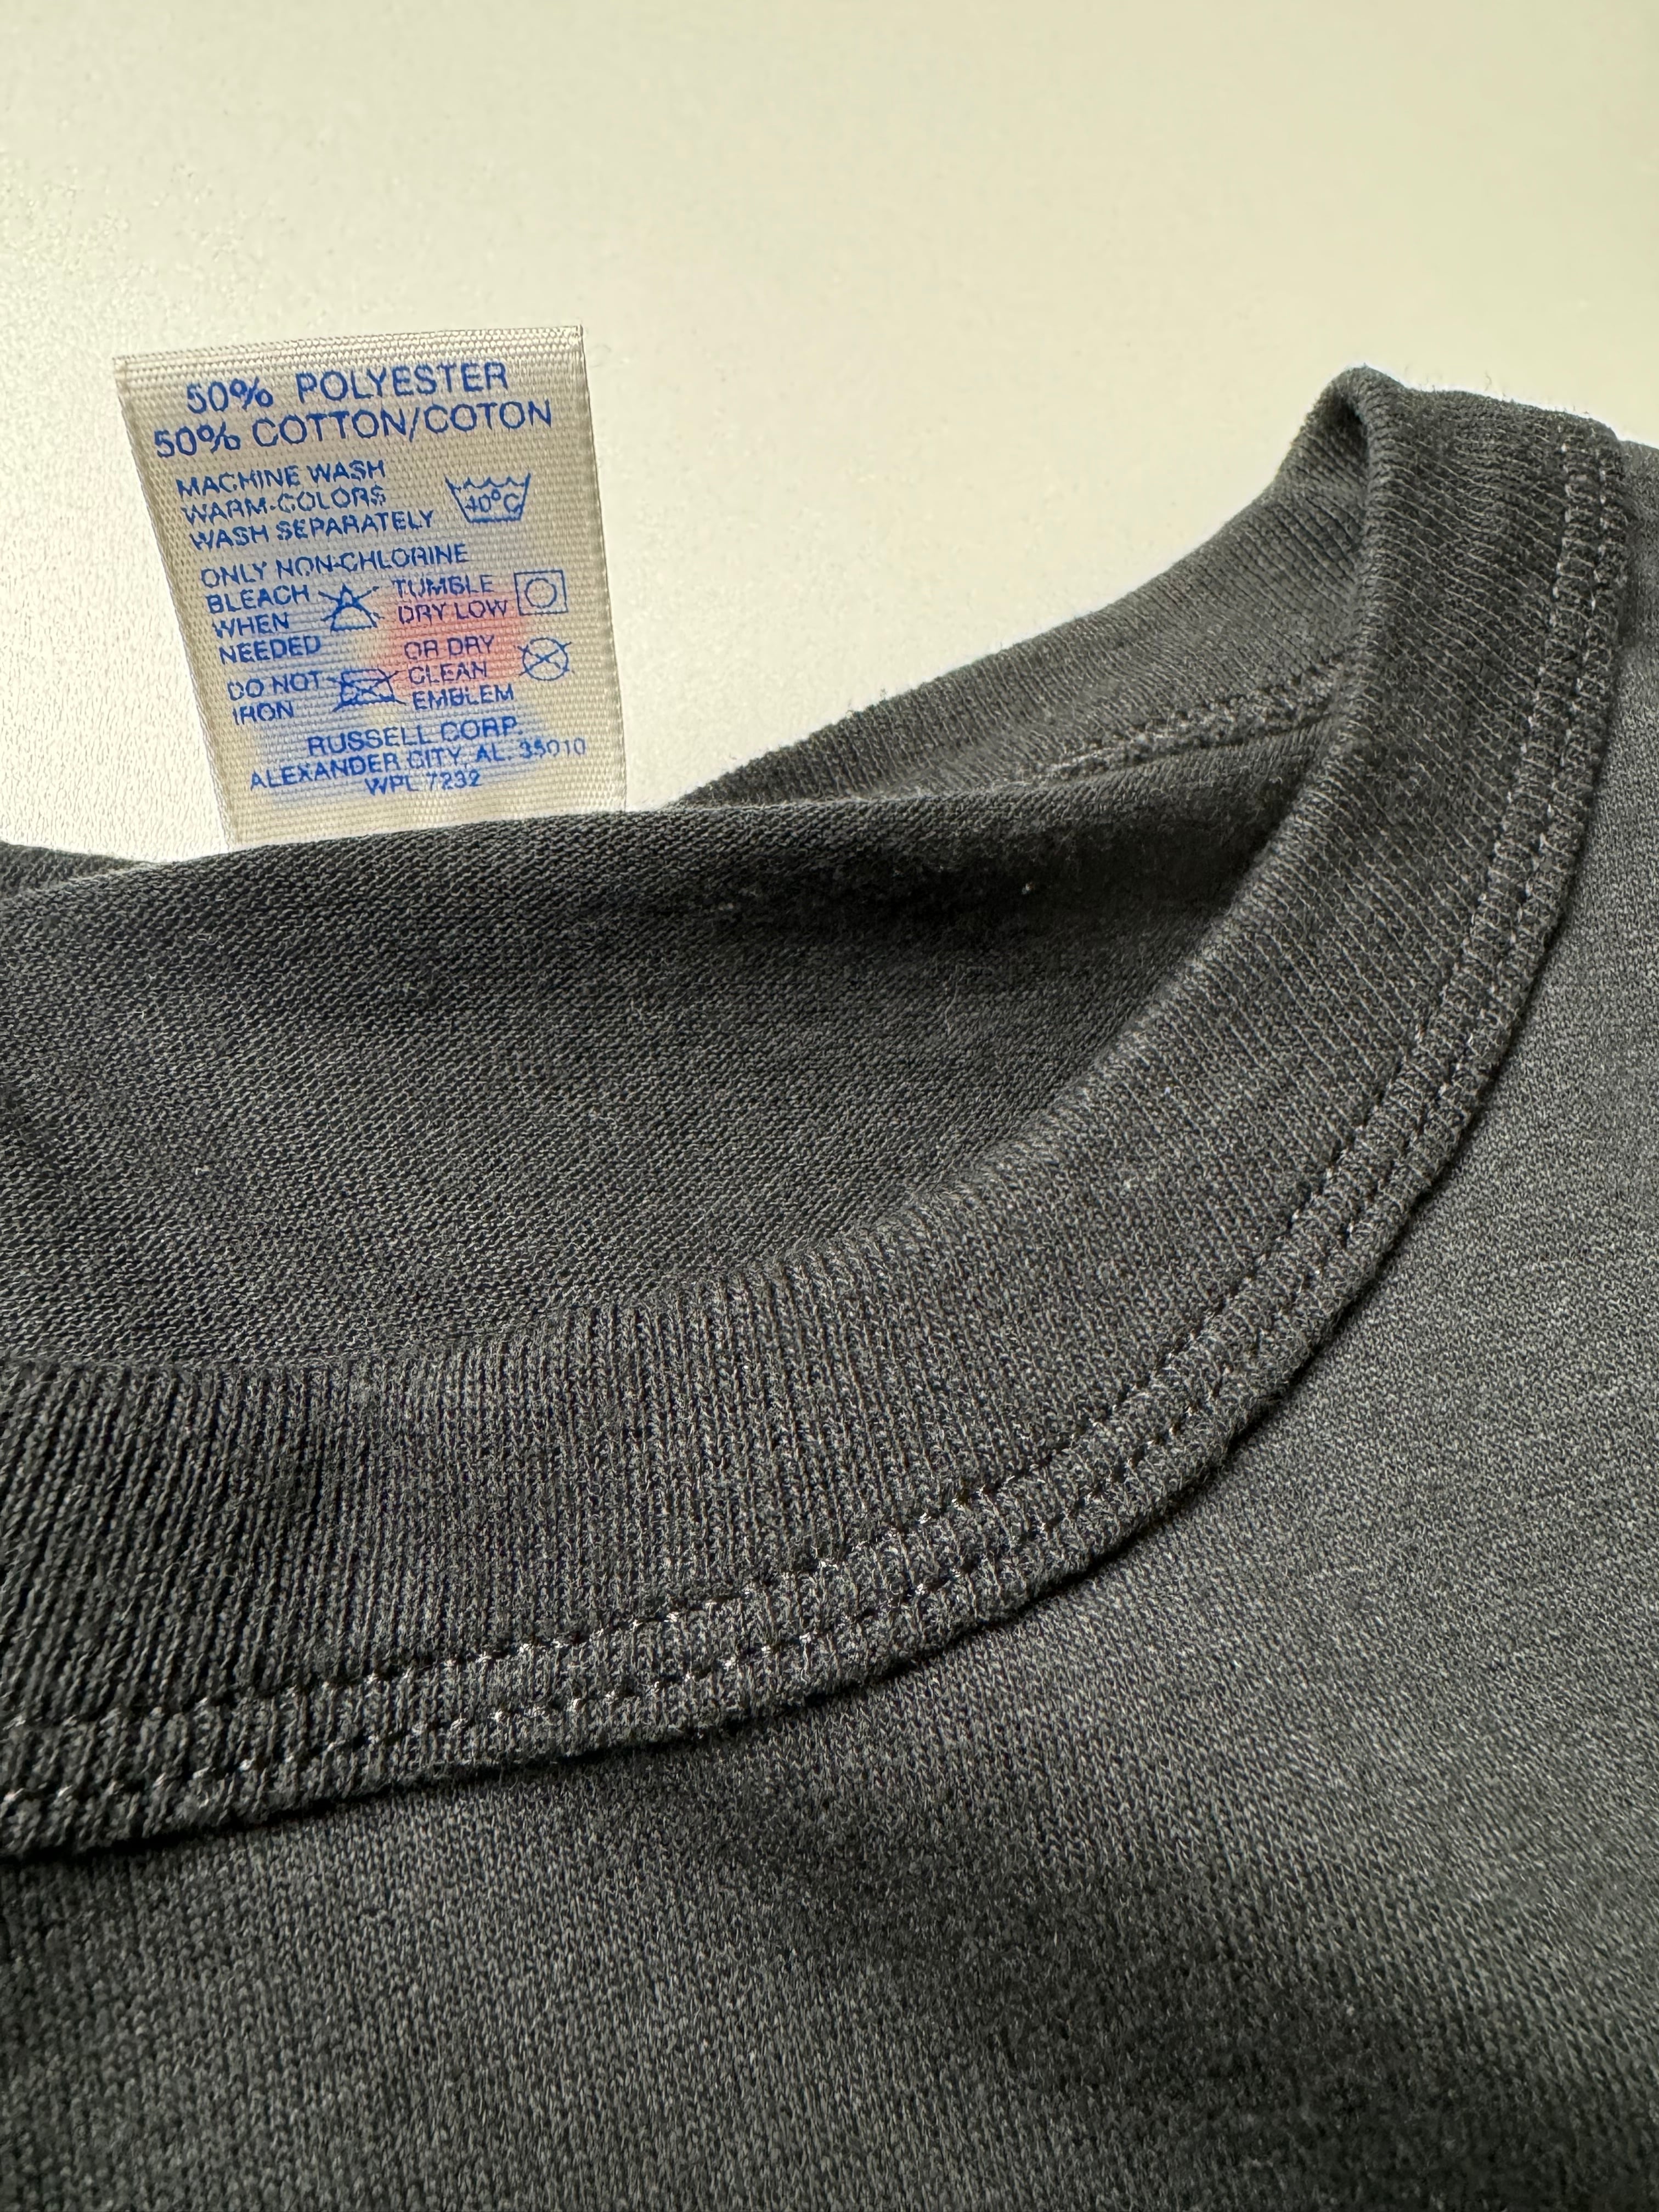 50% POLYESTER
50% COTTON/COTON
MACHINE WASH
WARM-COLORS
WASH SEPARATELY
40°C
ONLY NON-CHLORINE
BLEACH
WHEN
NEEDED
TUMBLE
DRY LOW
DO NOT
IRON
OR DRY
CLEAN
EMBLEM
RUSSELL CORP.
ALEXANDER CITY, AL. 35010
WPL 7232